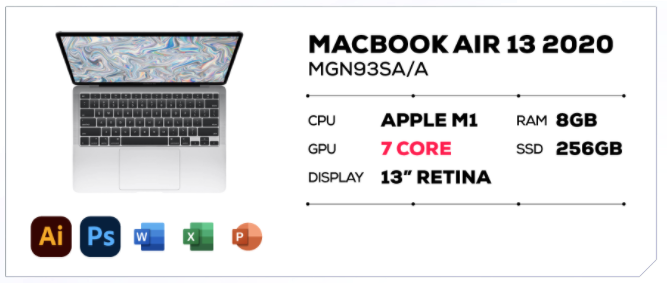 MACBOOK AIR 13 2020
MGN93SA/A
CPU APPLE M1 RAM 8GB
GPU 7 CORE SSD 256GB
DISPLAY 13” RETINA
Ai Ps W X P